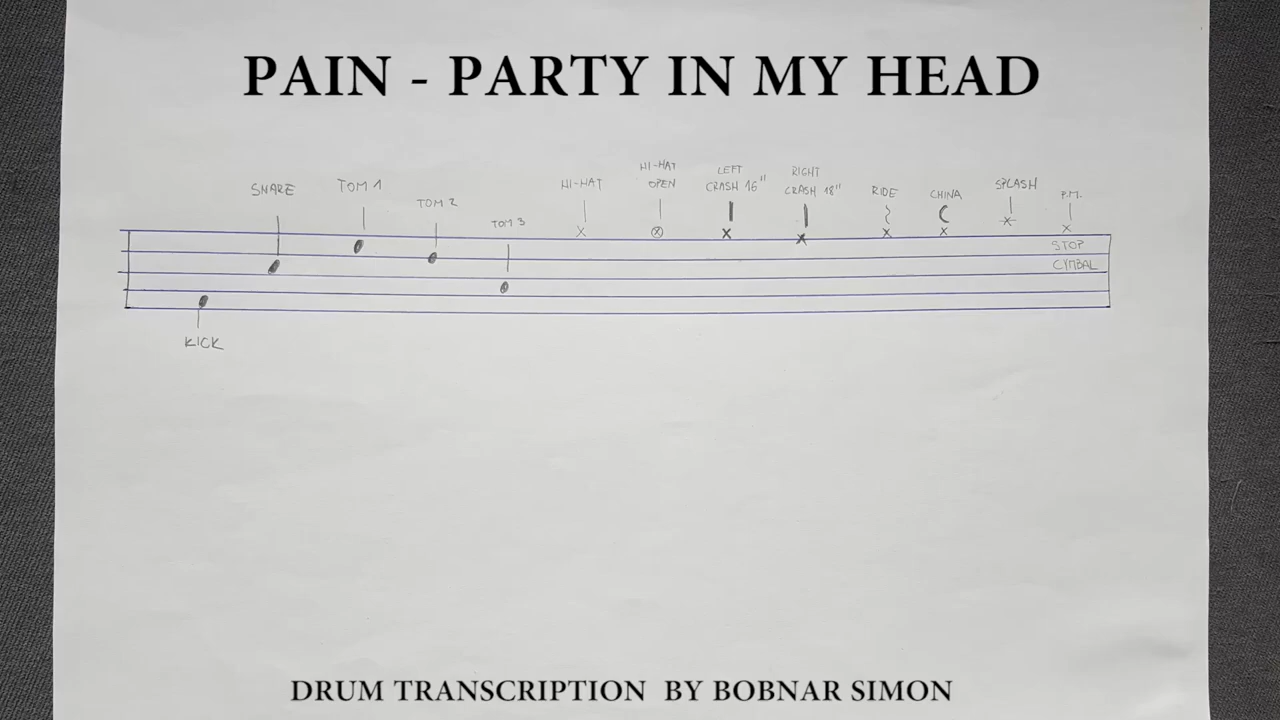 PAIN - PARTY IN MY HEAD
SNARE
TOM 1
TOM 2
TOM 3
HI-HAT
HI-HAT
OPEN
LEFT
CRASH 16"
RIGHT
CRASH 18"
RIDE
CHINA
SPLASH
P.M.
STOP
CYMBAL
KICK
DRUM TRANSCRIPTION BY BOBNAR SIMON